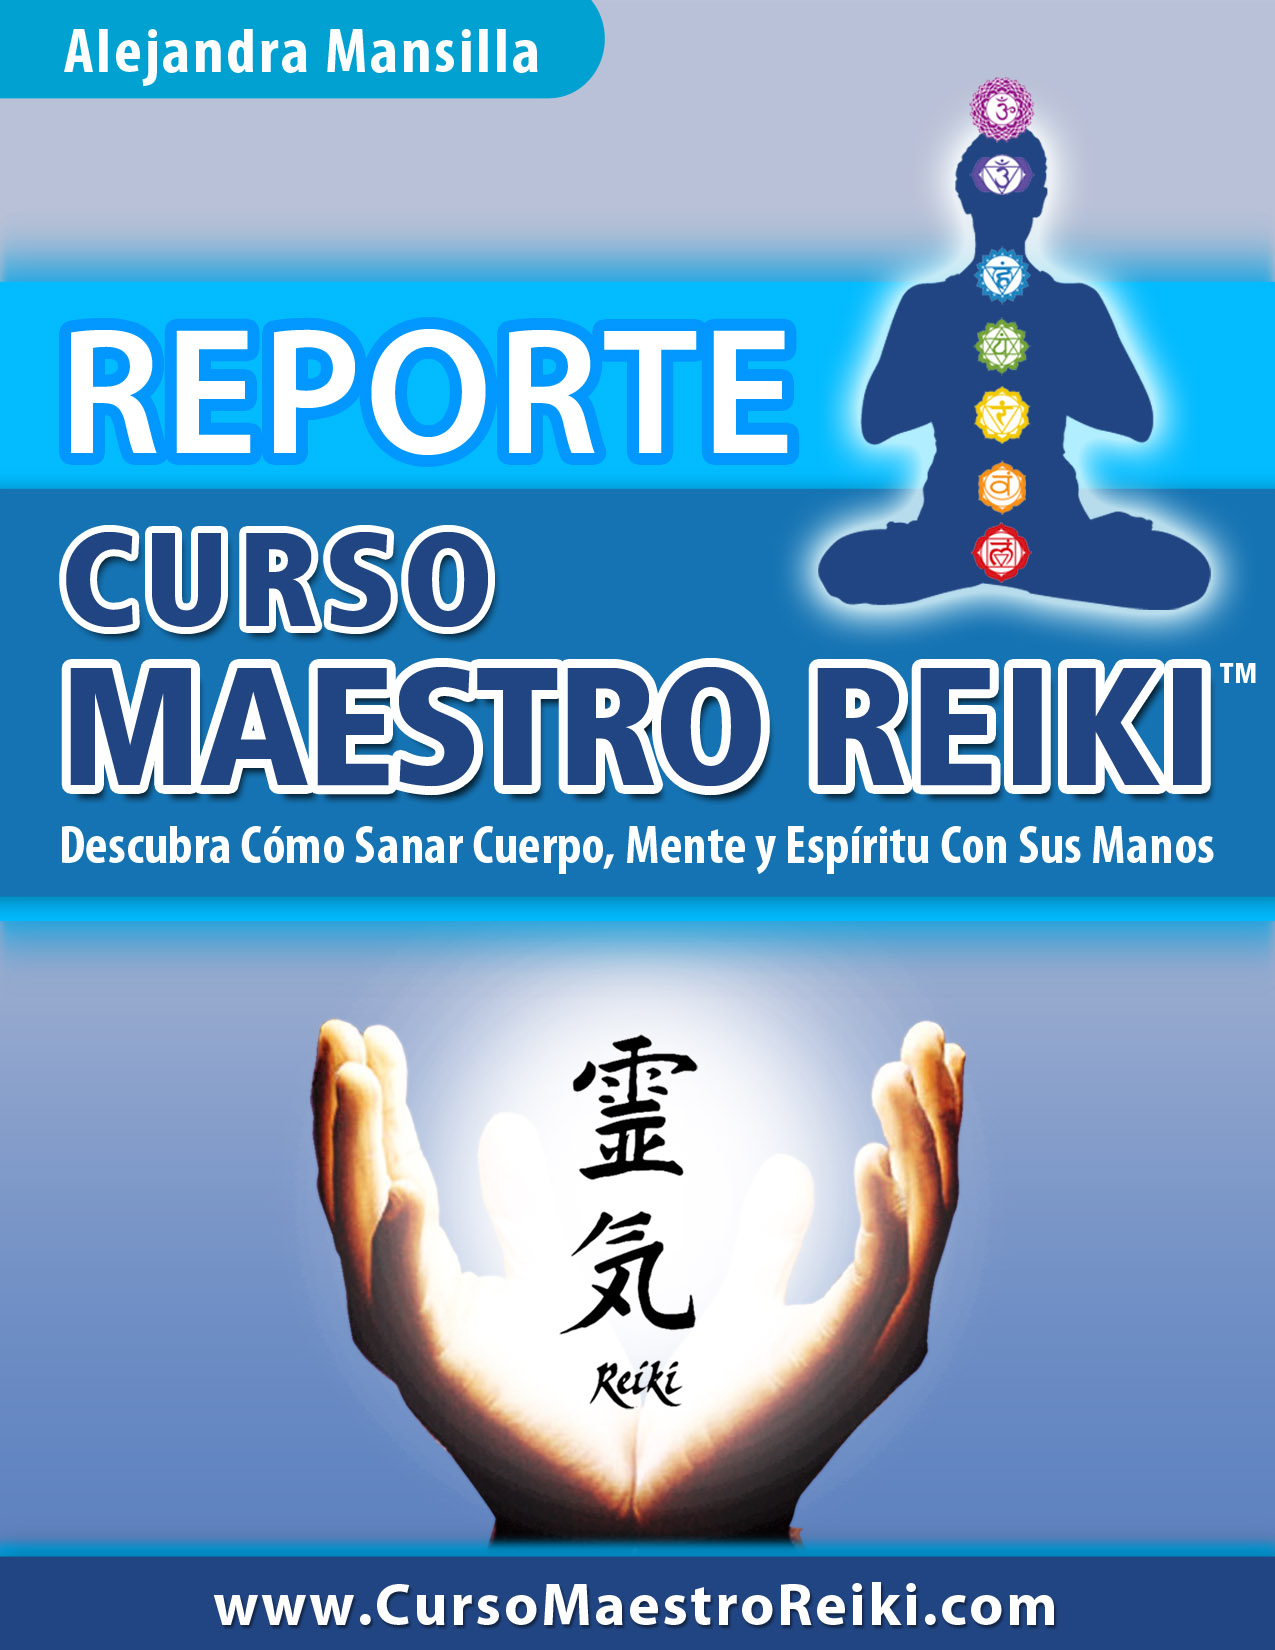 Alejandra Mansilla
REPORTE
CURSO
MAESTRO REIKI™
Descubra Cómo Sanar Cuerpo, Mente y Espíritu Con Sus Manos
靈
気
Reiki
www.CursoMaestroReiki.com